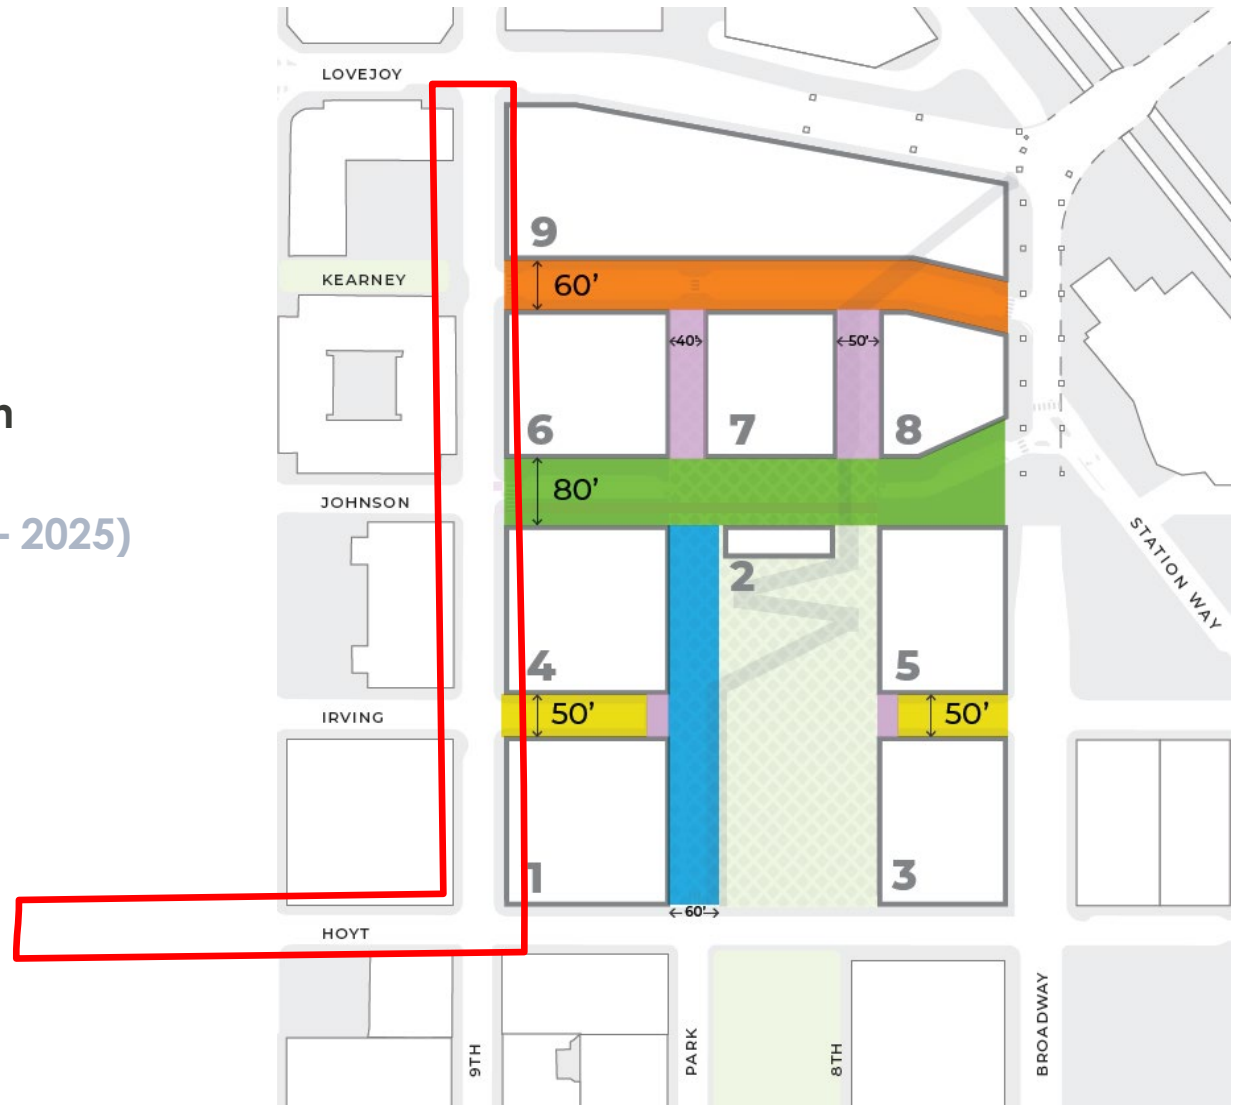 LOVEJOY
9
KEARNEY
60’
40'
50'
n
6
7
8
80’
JOHNSON
- 2025)
STATION WAY
2
4
5
IRVING
50’
50’
1
3
60’
HOYT
9TH
PARK
8TH
BROADWAY